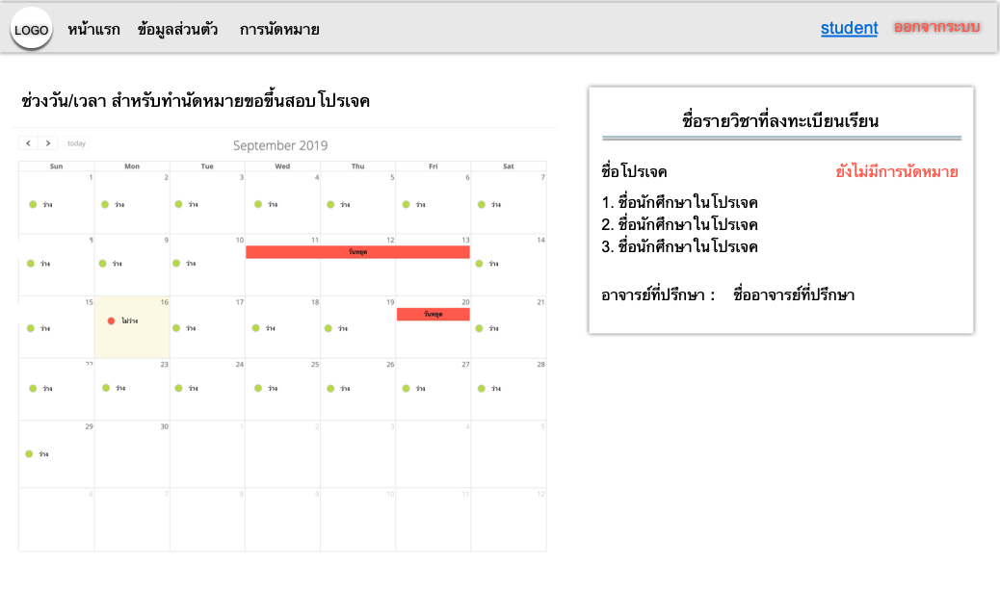 LOGO หน้าแรก ข้อมูลส่วนตัว การนัดหมาย student ออกจากระบบ
ช่วงวัน/เวลา สำหรับทำนัดหมายขอขึ้นสอบโปรเจค
today September 2019
Sun Mon Tue Wed Thu Fri Sat
1 2 3 4 5 6 7
ว่าง ว่าง ว่าง ว่าง ว่าง ว่าง ว่าง
9 10 11 12 13 14
วันหยุด
ว่าง ว่าง ว่าง ว่าง
15 16 17 18 19 20 21
วันหยุด
ไม่ว่าง
ว่าง ว่าง ว่าง ว่าง ว่าง
22 23 24 25 26 27 28
ว่าง ว่าง ว่าง ว่าง ว่าง ว่าง ว่าง
29 30 1 2 3 4 5
ว่าง
6 7 8 9 10 11 12
ชื่อรายวิชาที่ลงทะเบียนเรียน
ชื่อโปรเจค ยังไม่มีการนัดหมาย
1. ชื่อนักศึกษาในโปรเจค
2. ชื่อนักศึกษาในโปรเจค
3. ชื่อนักศึกษาในโปรเจค
อาจารย์ที่ปรึกษา : ชื่ออาจารย์ที่ปรึกษา